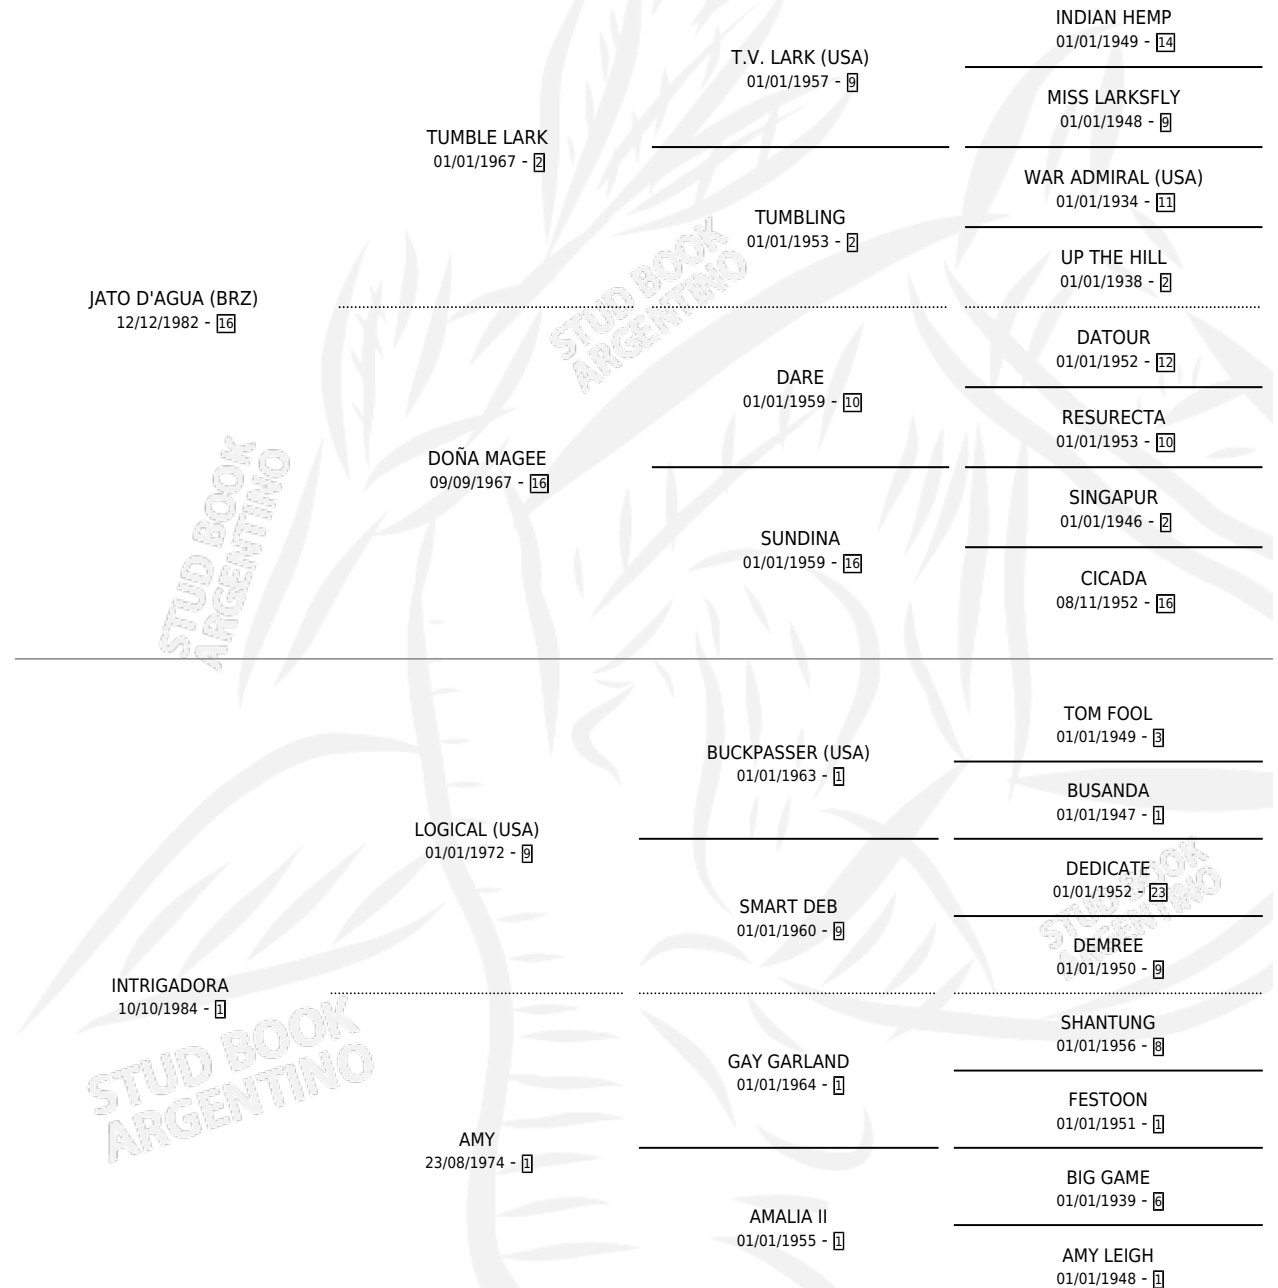 INDIAN HEMP
01/01/1949 - 14
T.V. LARK (USA)
01/01/1957 - 9
MISS LARKSFLY
01/01/1948 - 9
TUMBLE LARK
01/01/1967 - 2
WAR ADMIRAL (USA)
01/01/1934 - 11
TUMBLING
01/01/1953 - 2
UP THE HILL
01/01/1938 - 2
JATO D'AGUA (BRZ)
12/12/1982 - 16
DATOUR
01/01/1952 - 12
DARE
01/01/1959 - 10
RESURECTA
01/01/1953 - 10
DOÑA MAGEE
09/09/1967 - 16
SINGAPUR
01/01/1946 - 2
SUNDINA
01/01/1959 - 16
CICADA
08/11/1952 - 16
TOM FOOL
01/01/1949 - 3
BUCKPASSER (USA)
01/01/1963 - 1
BUSANDA
01/01/1947 - 1
LOGICAL (USA)
01/01/1972 - 9
DEDICATE
01/01/1952 - 23
SMART DEB
01/01/1960 - 9
DEMREE
01/01/1950 - 9
INTRIGADORA
10/10/1984 - 1
SHANTUNG
01/01/1956 - 8
GAY GARLAND
01/01/1964 - 1
FESTOON
01/01/1951 - 1
AMY
23/08/1974 - 1
BIG GAME
01/01/1939 - 6
AMALIA II
01/01/1955 - 1
AMY LEIGH
01/01/1948 - 1
STUD BOOK
ARGENTINO
STUD BOOK
ARGENTINO
STUD BOOK
ARGENTINO
STUD BOOK
ARGENTINO